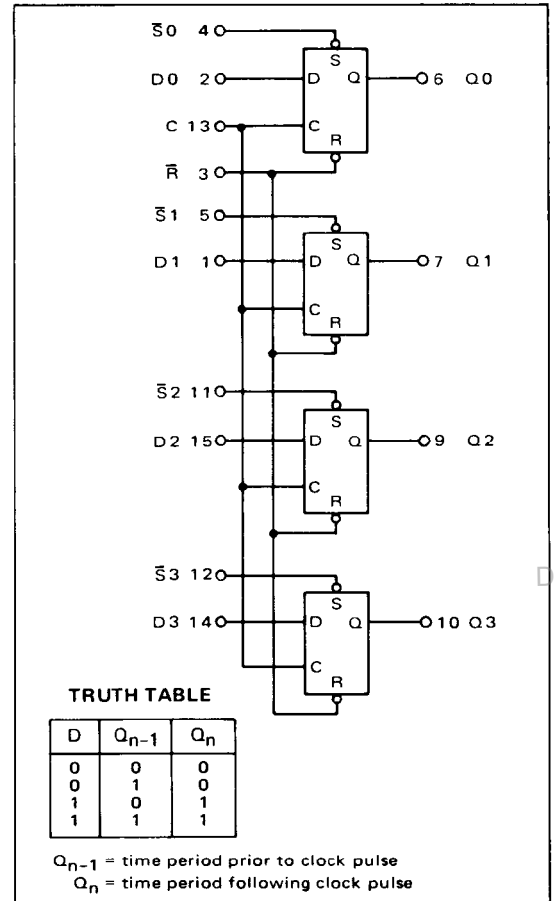 S̄0 4
S
D0 2 D Q 6 Q0
C 13 C
R
R̄ 3
S̄1 5
S
D1 1 D Q 7 Q1
C
R
S̄2 11
S
D2 15 D Q 9 Q2
C
R
S̄3 12
D
S
D3 14 D Q 10 Q3
C
R
TRUTH TABLE
D Qn-1 Qn
0 0 0
0 1 0
1 0 1
1 1 1
Qn-1 = time period prior to clock pulse
Qn = time period following clock pulse